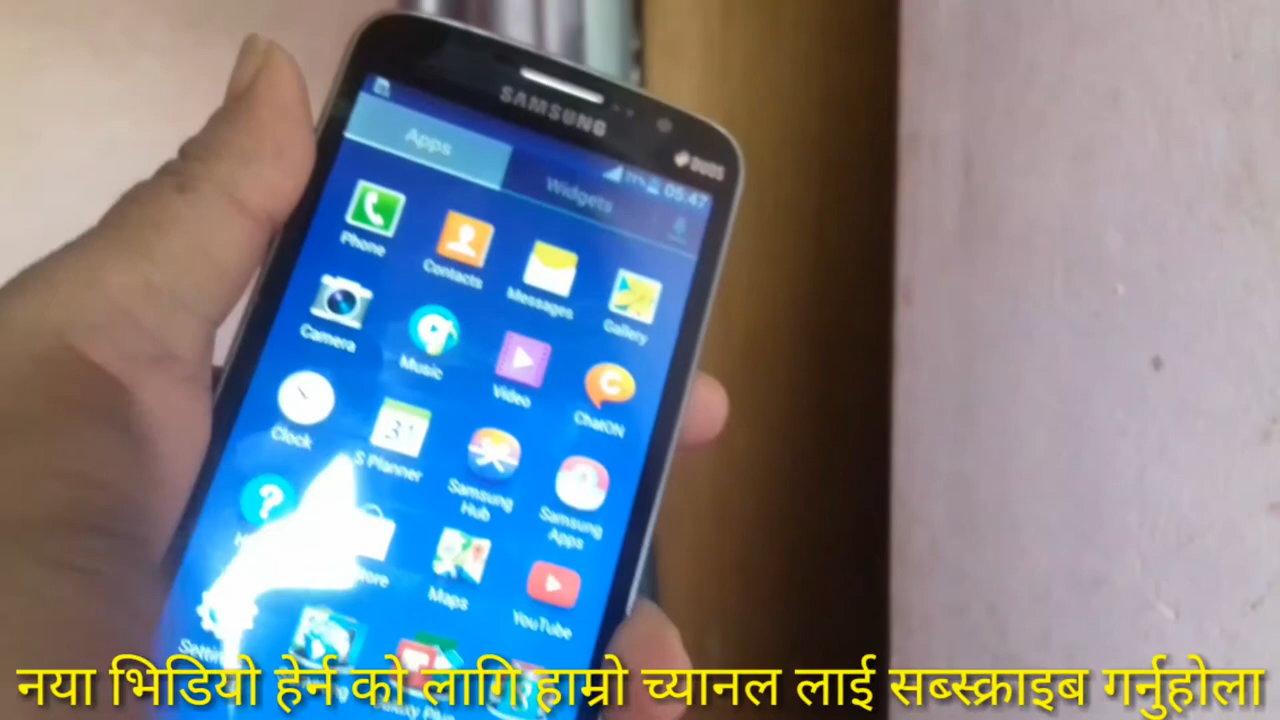 SAMSUNG
DUOS
05:47
Apps
Widgets
Phone
Contacts
Messages
Gallery
Camera
Music
Video
ChatON
Clock
S Planner
Samsung
Hub
Samsung
Apps
Maps
YouTube
नया भिडियो हेर्न को लागि हाम्रो च्यानल लाई सब्स्क्राइब गर्नुहोला